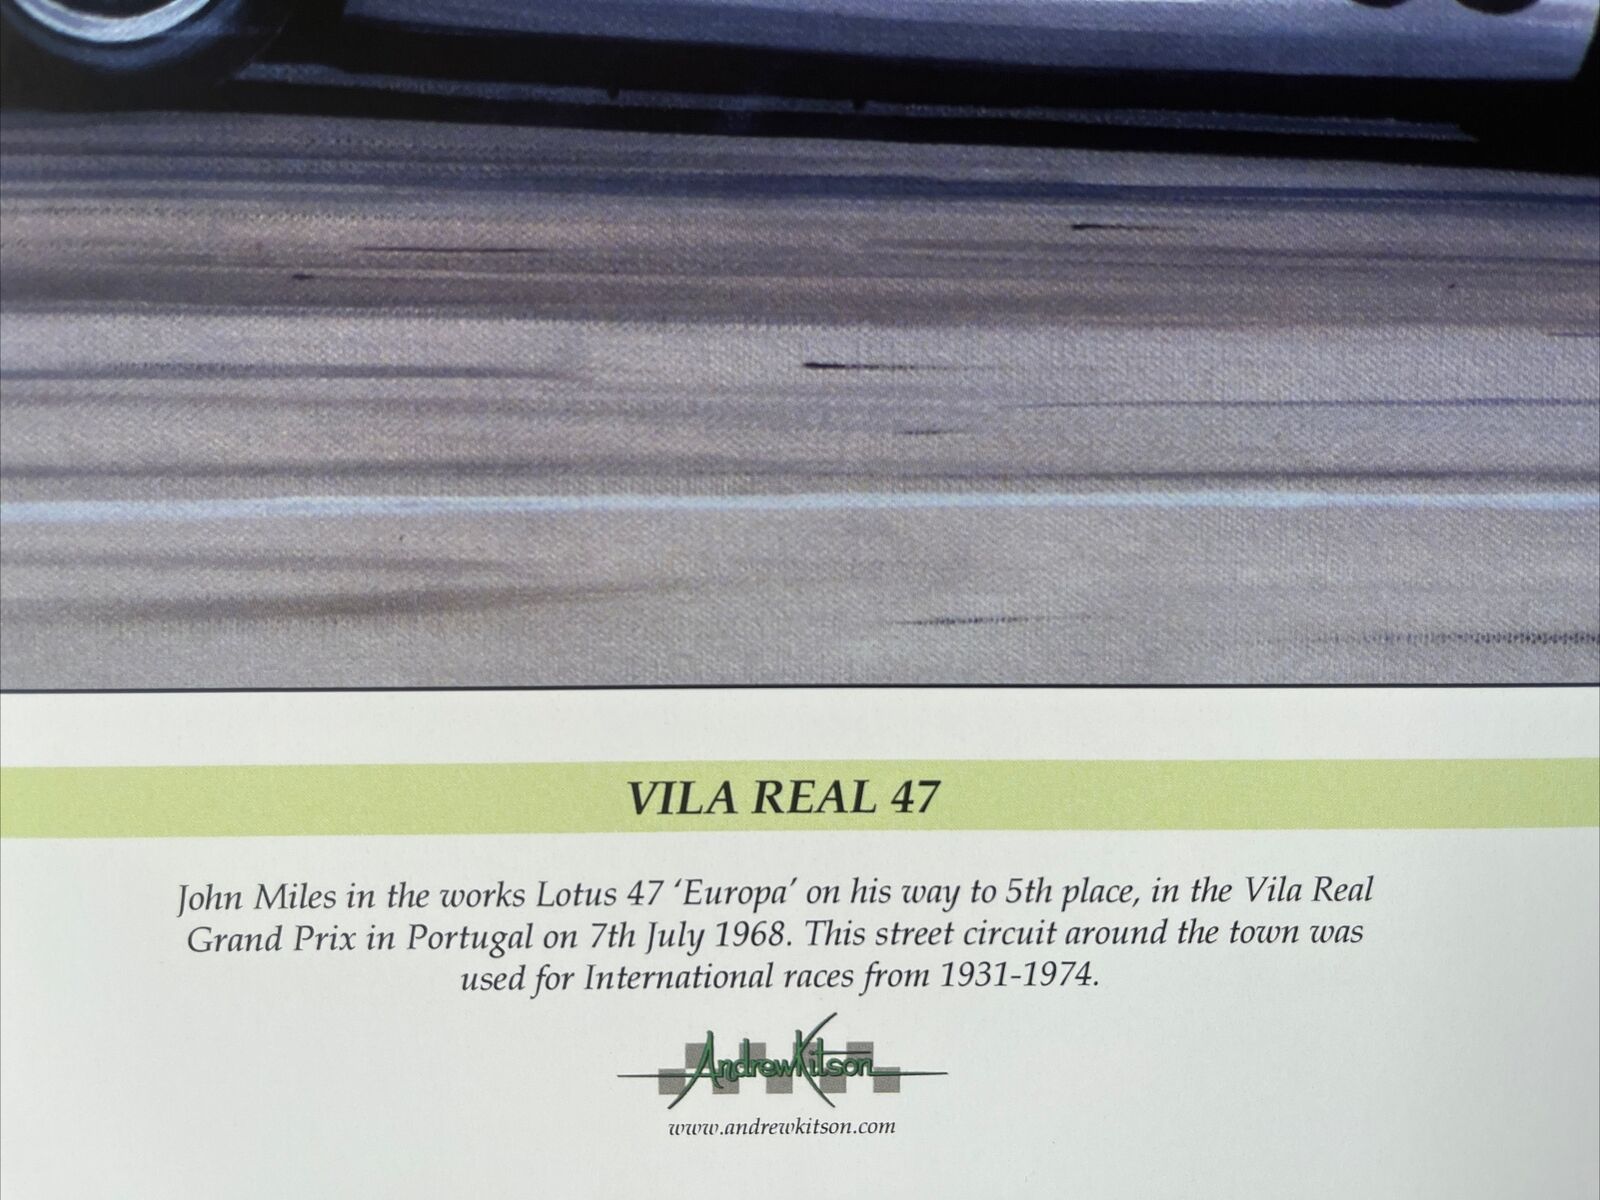 VILA REAL 47
John Miles in the works Lotus 47 ‘Europa’ on his way to 5th place, in the Vila Real
Grand Prix in Portugal on 7th July 1968. This street circuit around the town was
used for International races from 1931-1974.
AndrewKitson
www.andrewkitson.com